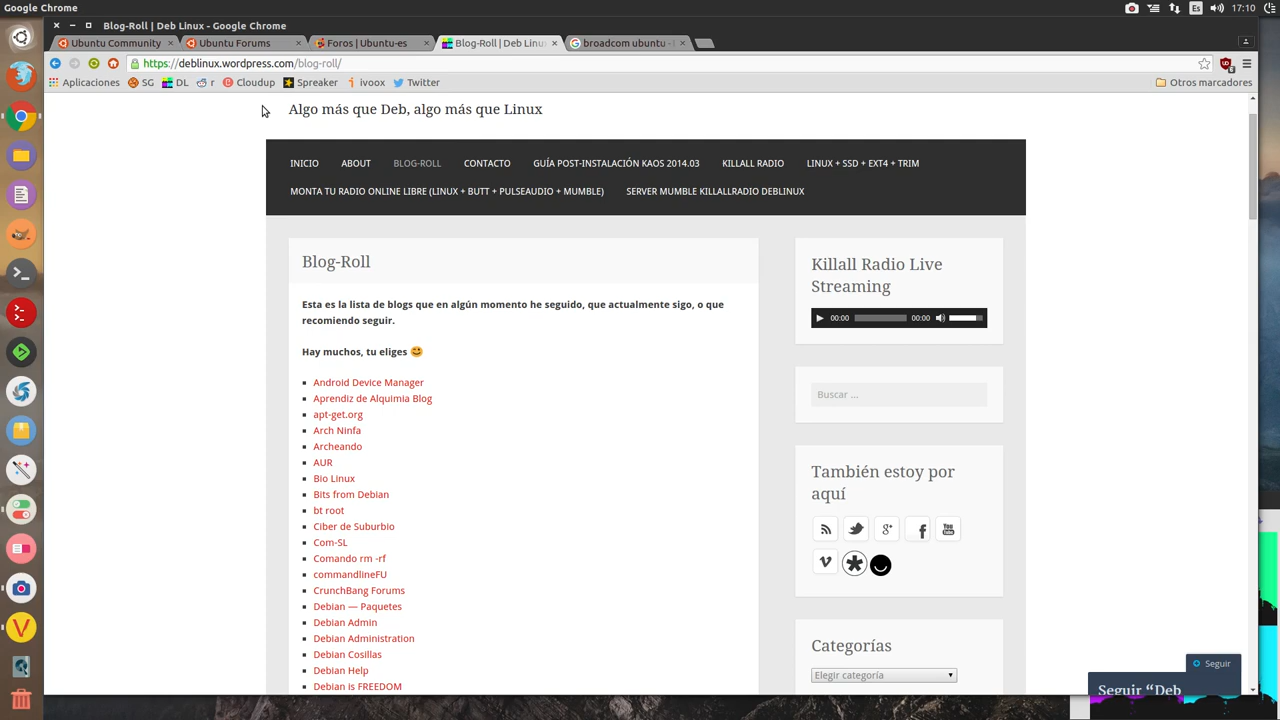 Google Chrome
Es
17:10
Blog-Roll | Deb Linux - Google Chrome
Ubuntu Community
Ubuntu Forums
Foros | Ubuntu-es
Blog-Roll | Deb Linux
broadcom ubuntu -
https://deblinux.wordpress.com/blog-roll/
Aplicaciones
SG
DL
r
Cloudup
Spreaker
ivoox
Twitter
Otros marcadores
Algo más que Deb, algo más que Linux
INICIO
ABOUT
BLOG-ROLL
CONTACTO
GUÍA POST-INSTALACIÓN KAOS 2014.03
KILLALL RADIO
LINUX + SSD + EXT4 + TRIM
MONTA TU RADIO ONLINE LIBRE (LINUX + BUTT + PULSEAUDIO + MUMBLE)
SERVER MUMBLE KILLALLRADIO DEBLINUX
Blog-Roll
Esta es la lista de blogs que en algún momento he seguido, que actualmente sigo, o que
recomiendo seguir.
Hay muchos, tu eliges
Android Device Manager
Aprendiz de Alquimia Blog
apt-get.org
Arch Ninfa
Archeando
AUR
Bio Linux
Bits from Debian
bt root
Ciber de Suburbio
Com-SL
Comando rm -rf
commandlineFU
CrunchBang Forums
Debian — Paquetes
Debian Admin
Debian Administration
Debian Cosillas
Debian Help
Debian is FREEDOM
Killall Radio Live
Streaming
00:00
00:00
Buscar ...
También estoy por
aquí
You
Tube
Categorías
Elegir categoría
Seguir
Seguir “Deb